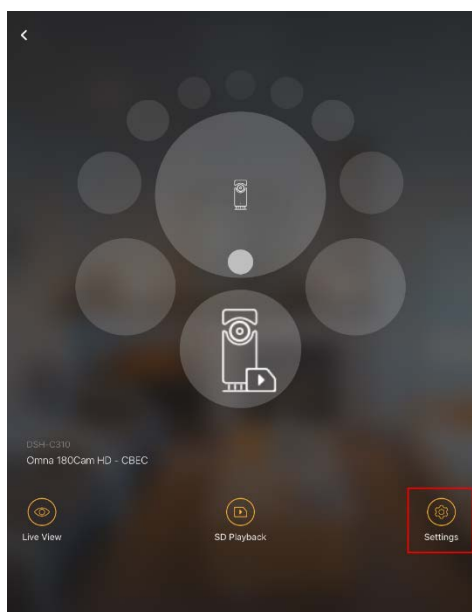 DSH-C310
Omna 180Cam HD - CBEC
Live View
SD Playback
Settings